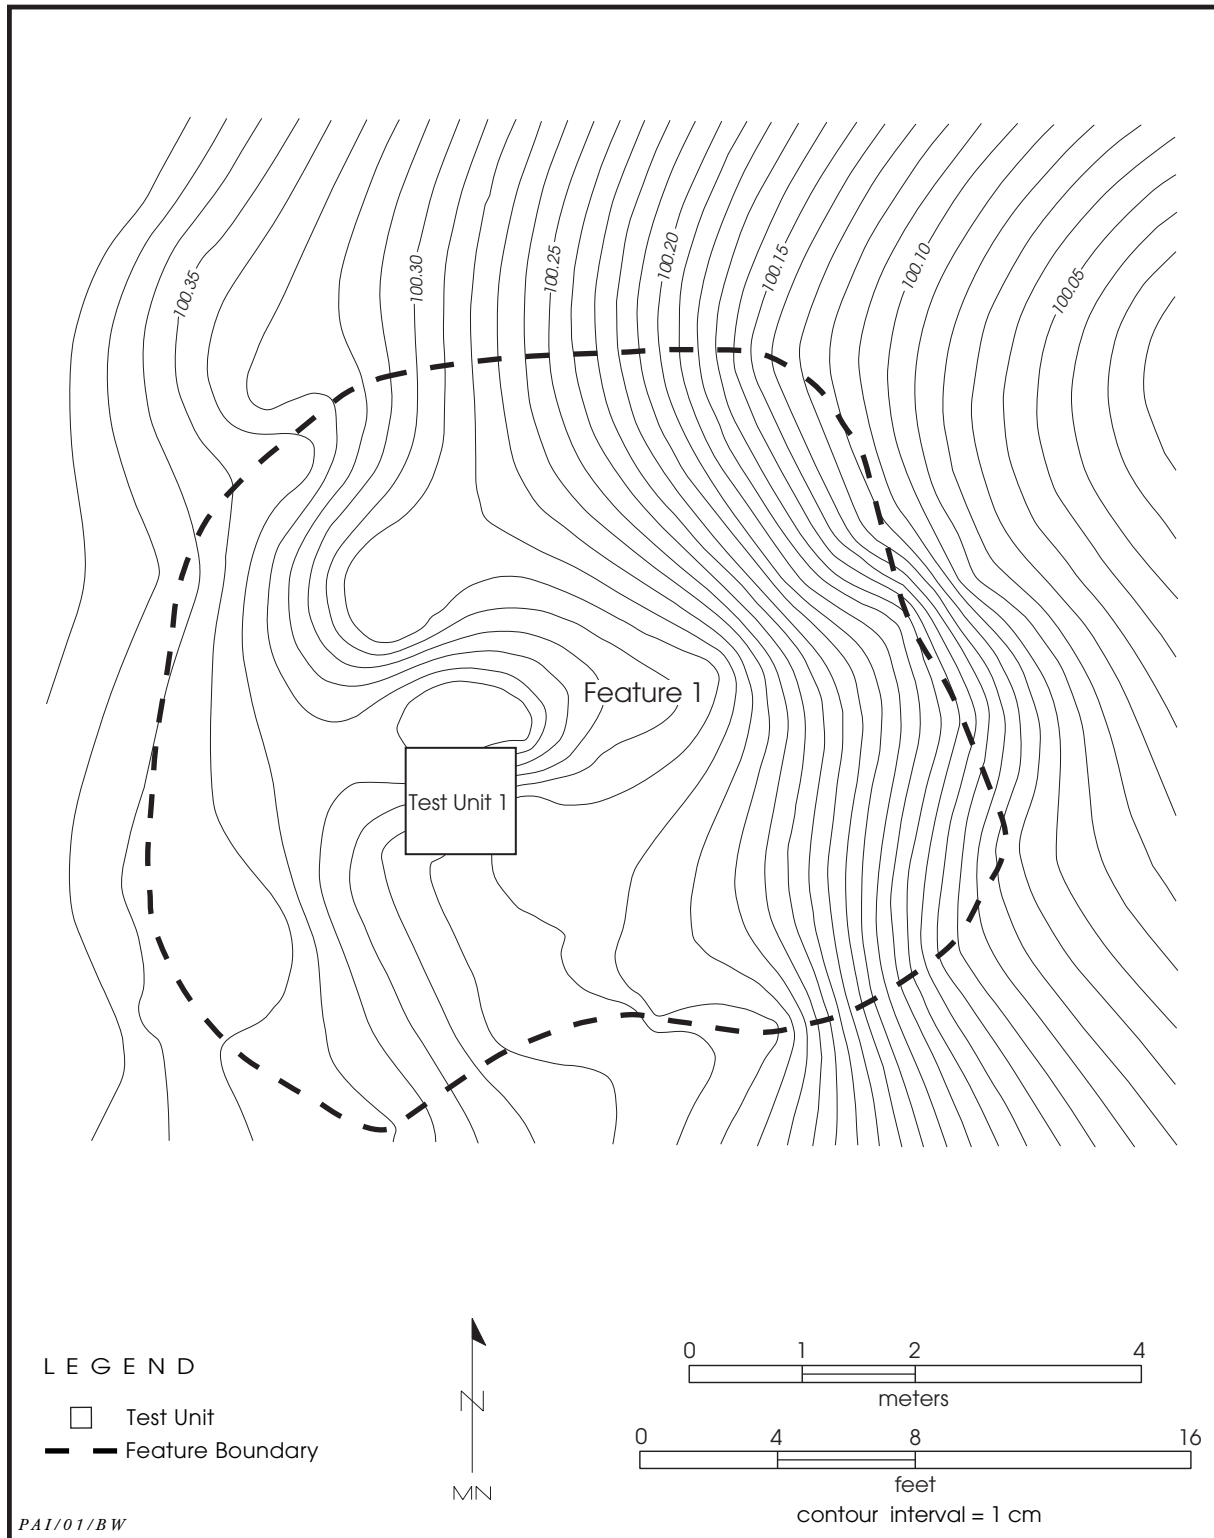 100.35
100.30
100.25
100.20
100.15
100.10
100.05
Feature 1
Test Unit 1
LEGEND
Test Unit
Feature Boundary
N
MN
0 1 2 4
meters
0 4 8 16
feet
contour interval = 1 cm
PAI/01/BW